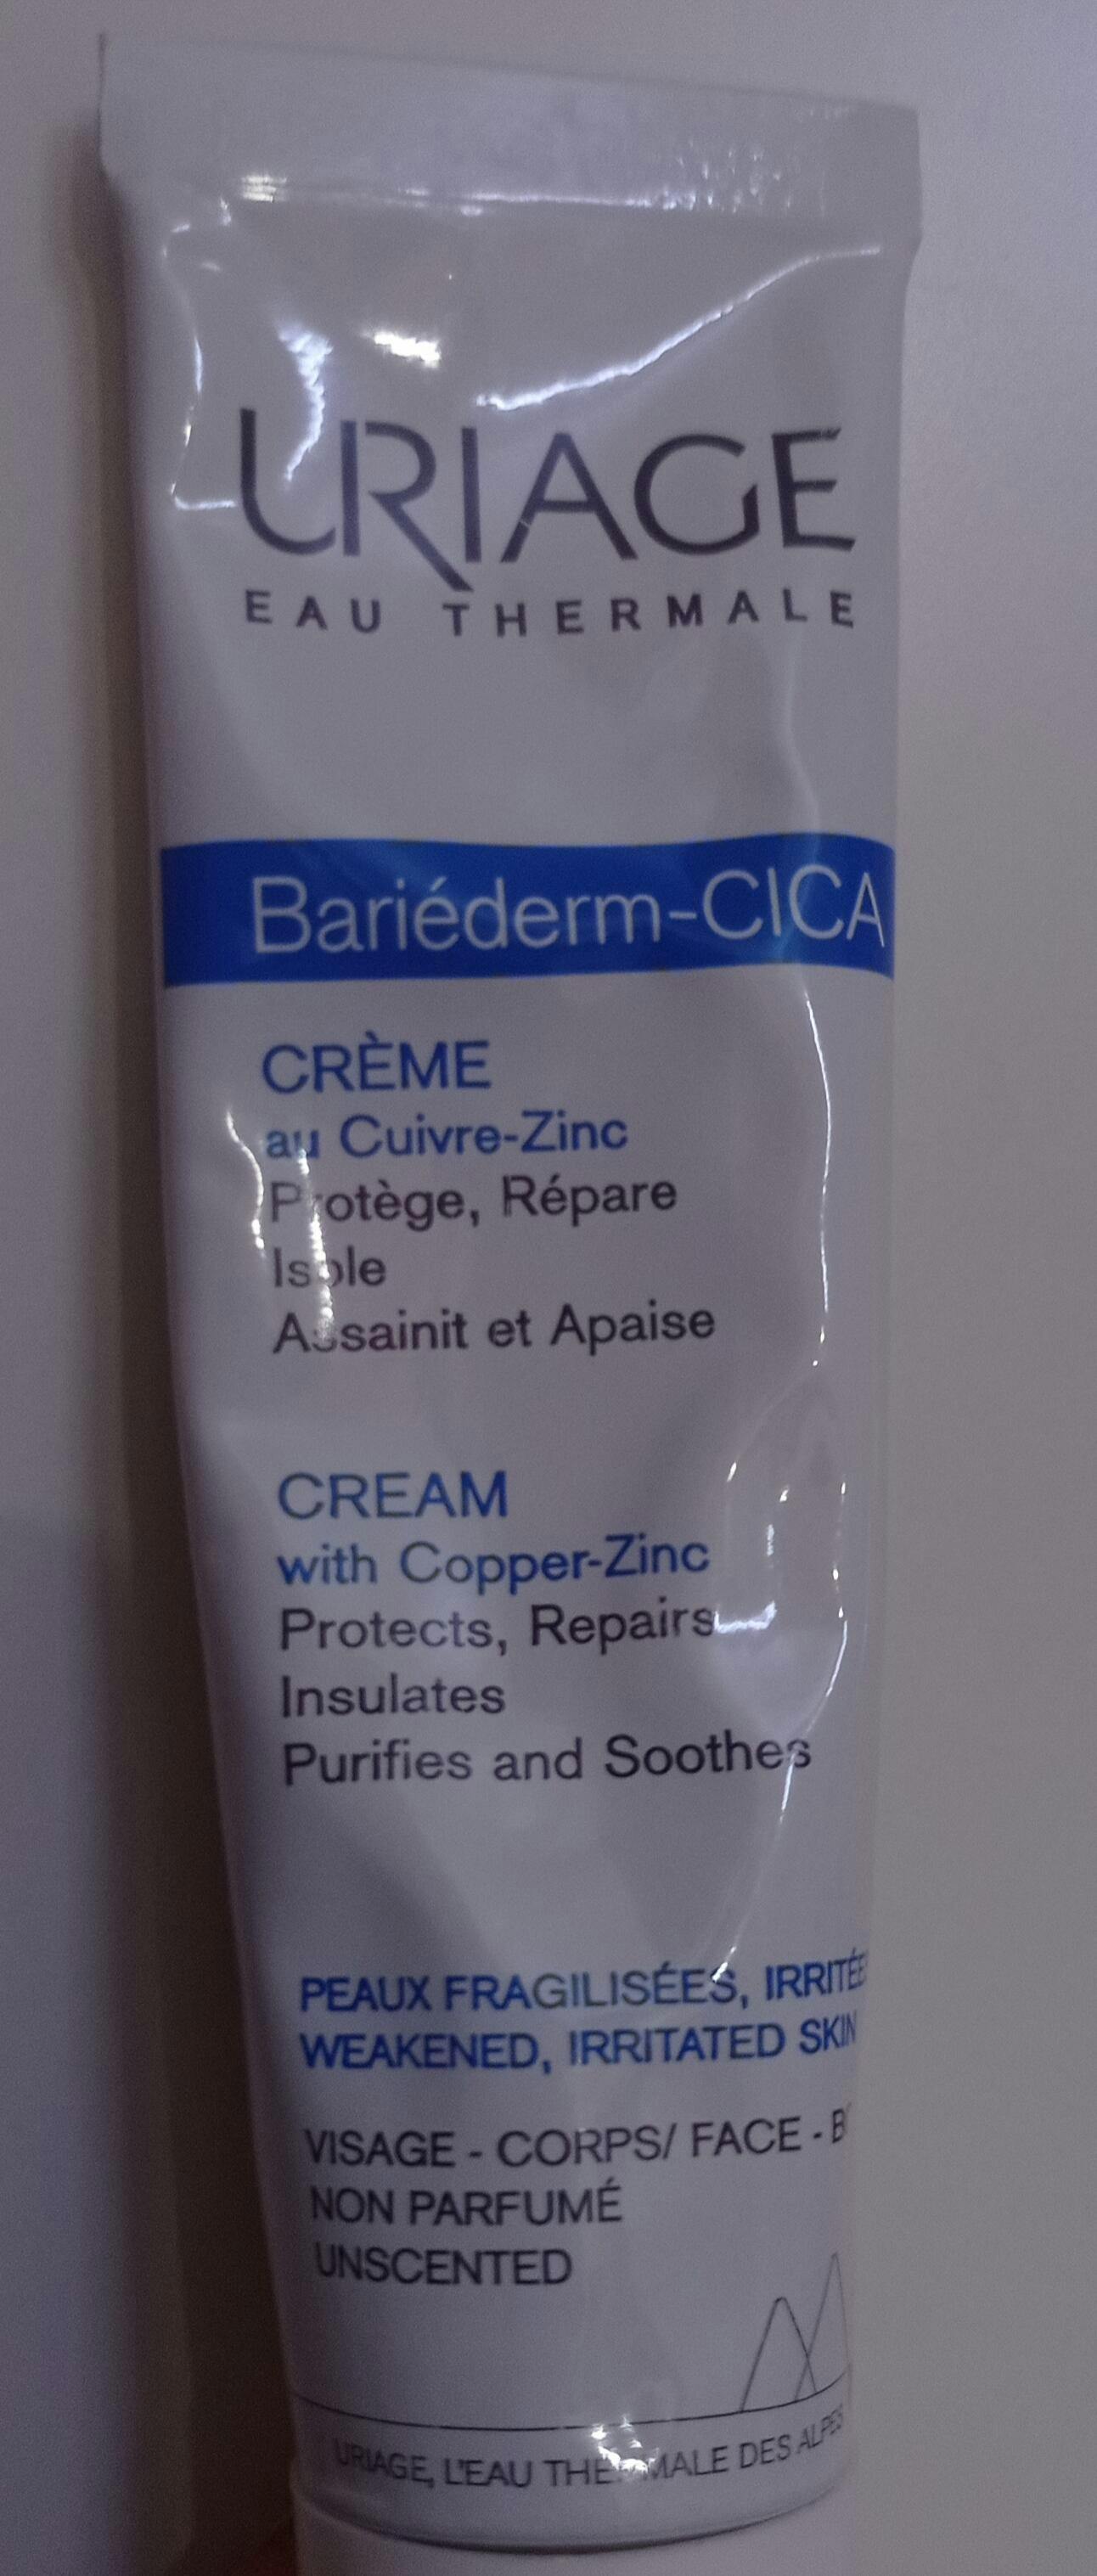 URIAGE
EAU THERMALE
Bariéderm-CICA
CRÈME
au Cuivre-Zinc
Protège, Répare
Isole
Assainit et Apaise
CREAM
with Copper-Zinc
Protects, Repairs
Insulates
Purifies and Soothes
PEAUX FRAGILISÉES, IRRITÉE
WEAKENED, IRRITATED SKIN
VISAGE - CORPS/ FACE -
NON PARFUMÉ
UNSCENTED
URIAGE, L'EAU THERMALE DES ALPES